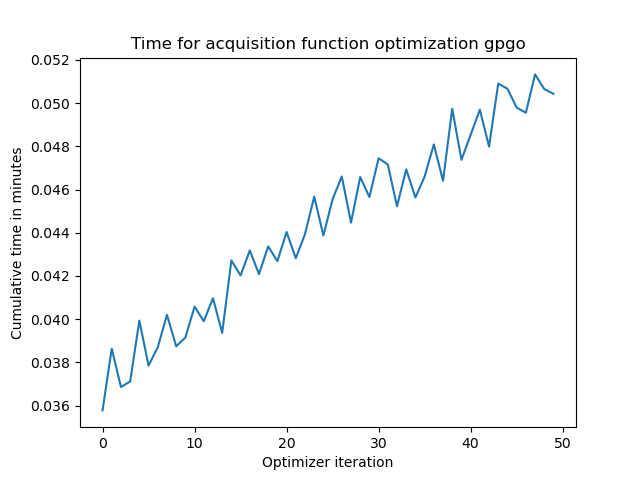 Time for acquisition function optimization gpgo
0.052
0.050
0.048
0.046
0.044
0.042
0.040
0.038
0.036
Cumulative time in minutes
0 10 20 30 40 50
Optimizer iteration